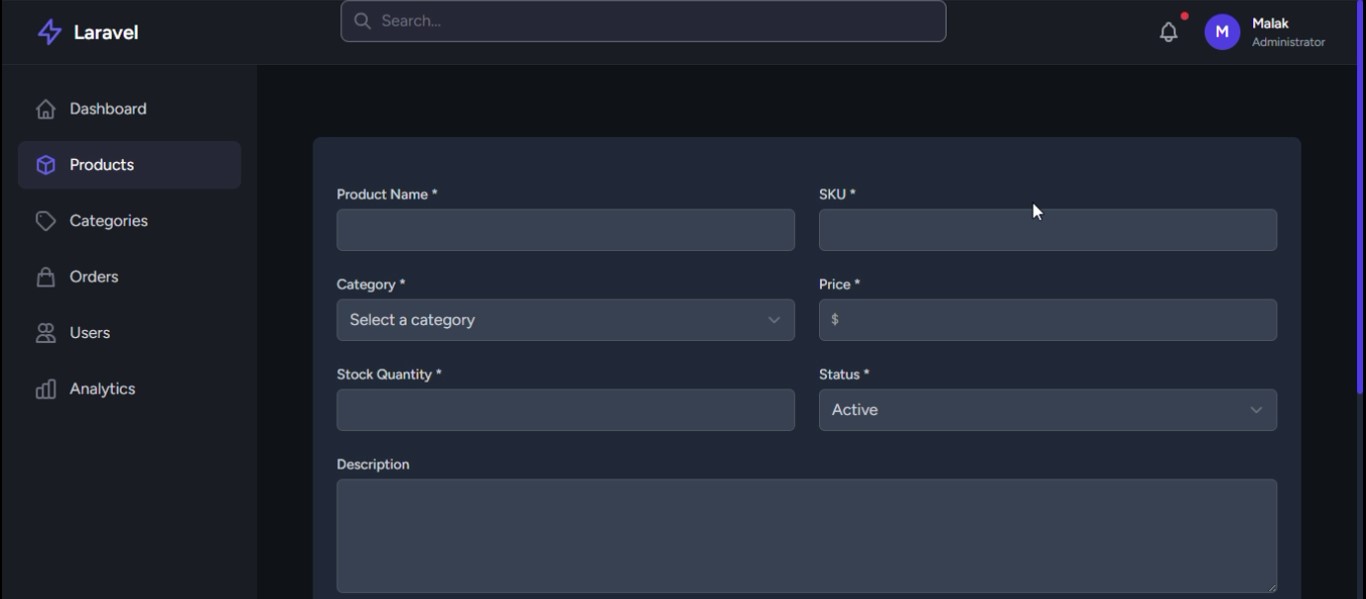 Laravel
Search...
M
Malak
Administrator
Dashboard
Products
Categories
Orders
Users
Analytics
Product Name *
SKU *
Category *
Price *
Select a category
$
Stock Quantity *
Status *
Active
Description